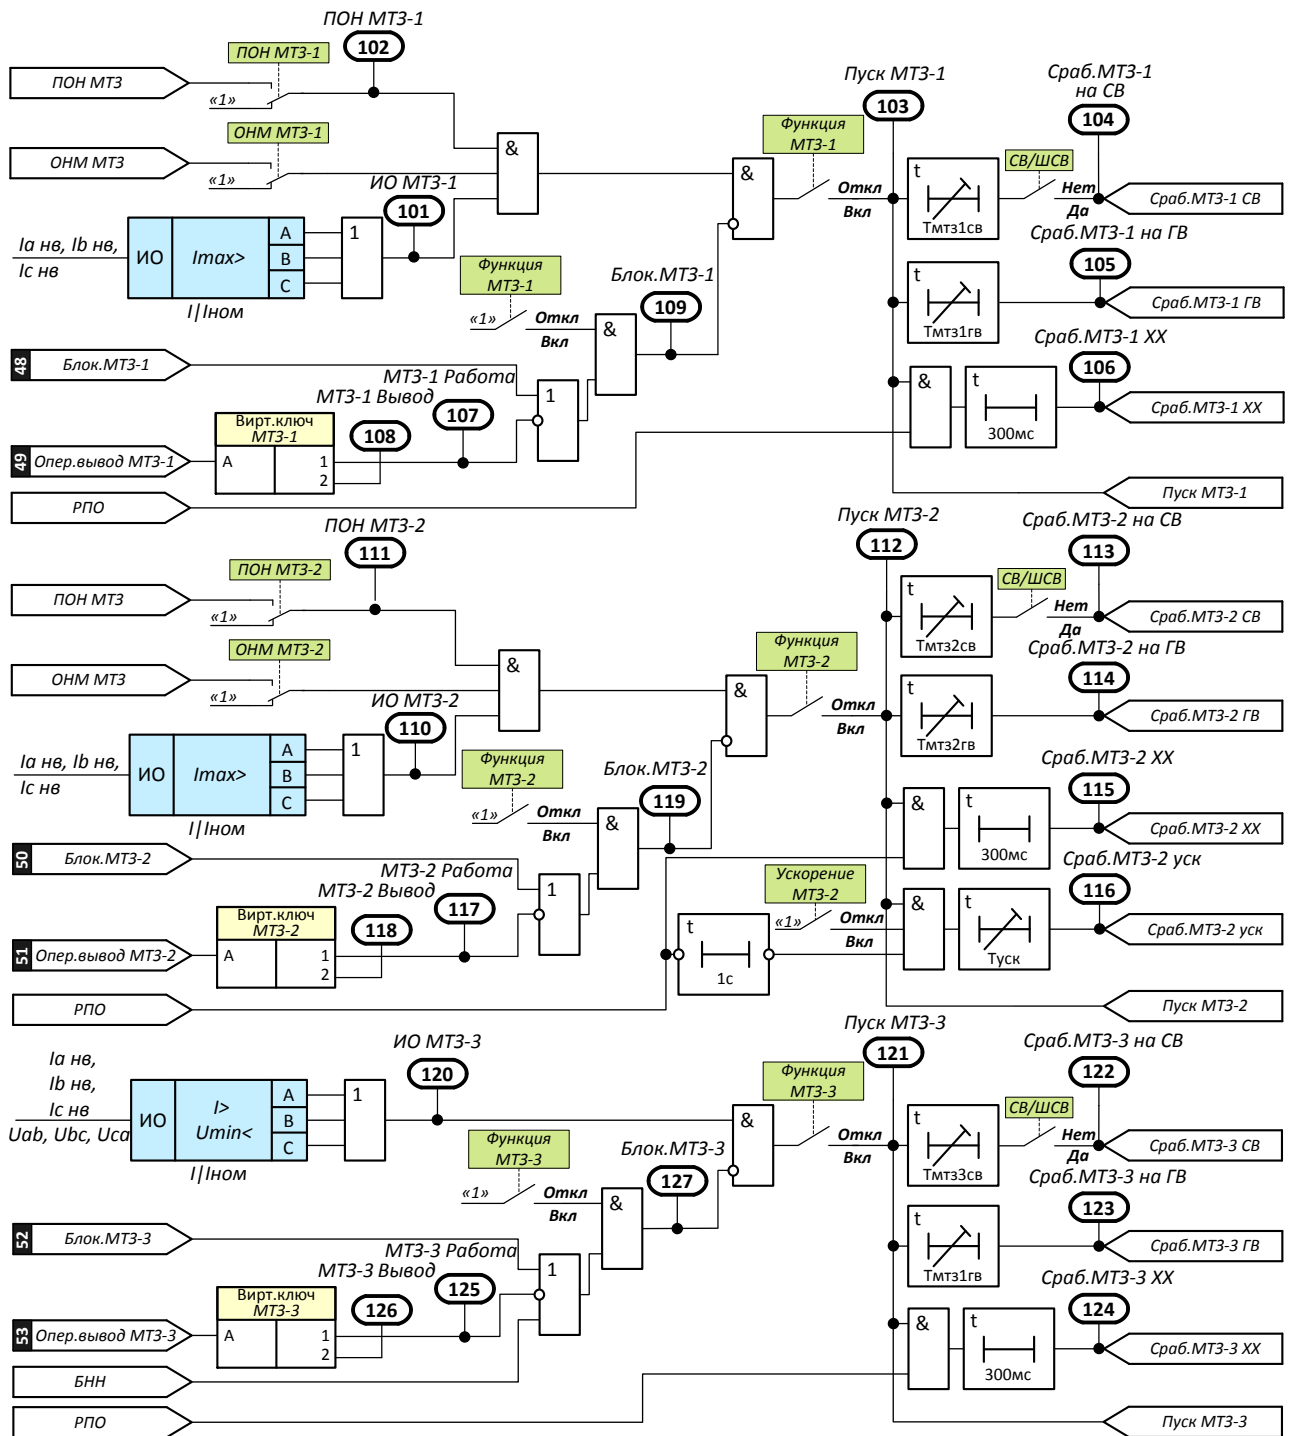 ПОН МТЗ-1
ПОН МТЗ-1
102
ПОН МТЗ
«1»
ОНМ МТЗ-1
ОНМ МТЗ
«1»
&
ИО МТЗ-1
101
Ia нв, Ib нв,
Ic нв
ИО
Imax>
A
B
C
1
I|Iном
Функция
МТЗ-1
«1»
Откл
Вкл
&
Блок.МТЗ-1
109
&
Функция
МТЗ-1
Откл
Вкл
Пуск МТЗ-1
103
t
Тмтз1св
СВ/ШСВ
Нет
Да
Сраб.МТЗ-1
на СВ
104
Сраб.МТЗ-1 СВ
Сраб.МТЗ-1 на ГВ
105
Тмтз1гв
Сраб.МТЗ-1 ГВ
Сраб.МТЗ-1 ХХ
106
&
t
300мс
Сраб.МТЗ-1 ХХ
48
Блок.МТЗ-1
МТЗ-1 Работа
МТЗ-1 Вывод
107
108
1
Вирт.ключ
МТЗ-1
A
1
2
49
Опер.вывод МТЗ-1
РПО
Пуск МТЗ-1
ПОН МТЗ-2
111
ПОН МТЗ-2
ПОН МТЗ
«1»
ОНМ МТЗ-2
ОНМ МТЗ
«1»
&
ИО МТЗ-2
110
Ia нв, Ib нв,
Ic нв
ИО
Imax>
A
B
C
1
I|Iном
Функция
МТЗ-2
«1»
Откл
Вкл
&
Блок.МТЗ-2
119
&
Функция
МТЗ-2
Откл
Вкл
Пуск МТЗ-2
112
t
Тмтз2св
СВ/ШСВ
Нет
Да
Сраб.МТЗ-2 на СВ
113
Сраб.МТЗ-2 СВ
Сраб.МТЗ-2 на ГВ
114
t
Тмтз2гв
Сраб.МТЗ-2 ГВ
Сраб.МТЗ-2 ХХ
115
&
t
300мс
Сраб.МТЗ-2 ХХ
50
Блок.МТЗ-2
МТЗ-2 Работа
МТЗ-2 Вывод
117
118
1
Ускорение
МТЗ-2
«1»
Откл
Вкл
&
t
Туск
Сраб.МТЗ-2 уск
116
Сраб.МТЗ-2 уск
Вирт.ключ
МТЗ-2
A
1
2
51
Опер.вывод МТЗ-2
t
1с
РПО
Пуск МТЗ-2
ИО МТЗ-3
120
Ia нв,
Ib нв,
Ic нв
Uab, Ubc, Uca
ИО
I>
Umin<
A
B
C
1
I|Iном
Функция
МТЗ-3
«1»
Откл
Вкл
&
Блок.МТЗ-3
127
&
Функция
МТЗ-3
Откл
Вкл
Пуск МТЗ-3
121
t
Тмтз3св
СВ/ШСВ
Нет
Да
Сраб.МТЗ-3 на СВ
122
Сраб.МТЗ-3 СВ
Сраб.МТЗ-3 на ГВ
123
t
Тмтз1гв
Сраб.МТЗ-3 ГВ
Сраб.МТЗ-3 ХХ
124
&
t
300мс
Сраб.МТЗ-3 ХХ
52
Блок.МТЗ-3
МТЗ-3 Работа
МТЗ-3 Вывод
125
126
1
Вирт.ключ
МТЗ-3
A
1
2
53
Опер.вывод МТЗ-3
БНН
РПО
Пуск МТЗ-3